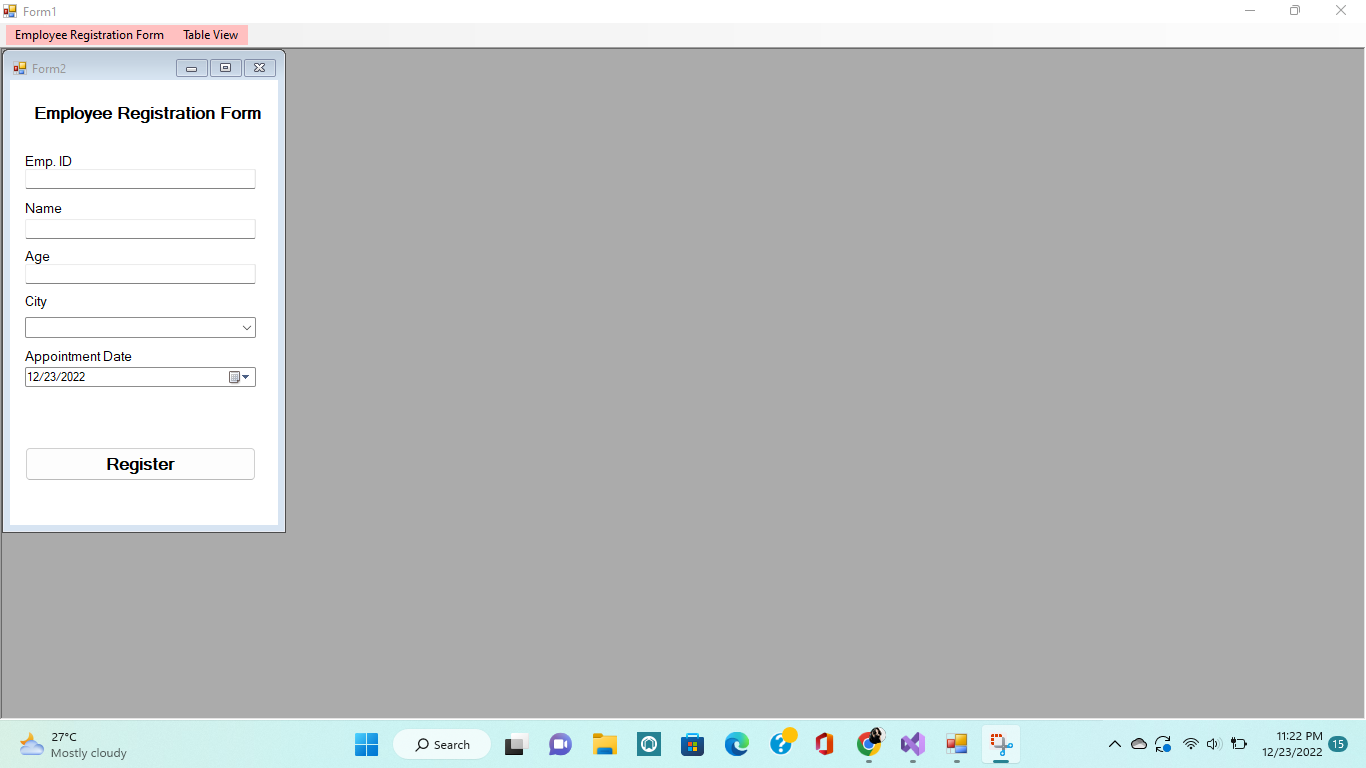 Form1
Employee Registration Form Table View
Form2
Employee Registration Form
Emp. ID
Name
Age
City
Appointment Date
12/23/2022
Register
27°C
Mostly cloudy
Search
11:22 PM
12/23/2022
15